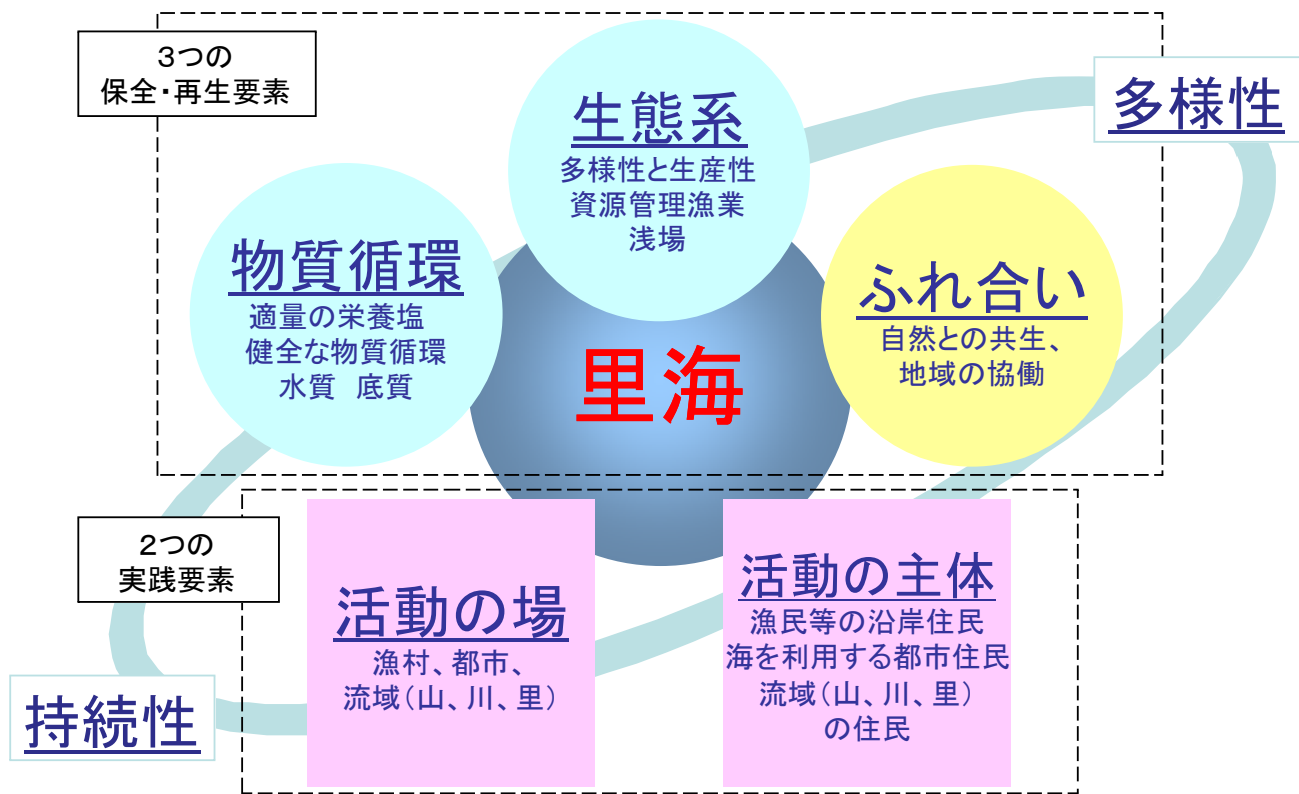 3つの
保全・再生要素
生態系
多様性と生産性
資源管理漁業
浅場
多様性
物質循環
適量の栄養塩
健全な物質循環
水質 底質
ふれ合い
自然との共生、
地域の協働
里海
2つの
実践要素
活動の場
漁村、都市、
流域(山、川、里)
活動の主体
漁民等の沿岸住民
海を利用する都市住民
流域(山、川、里)
の住民
持続性